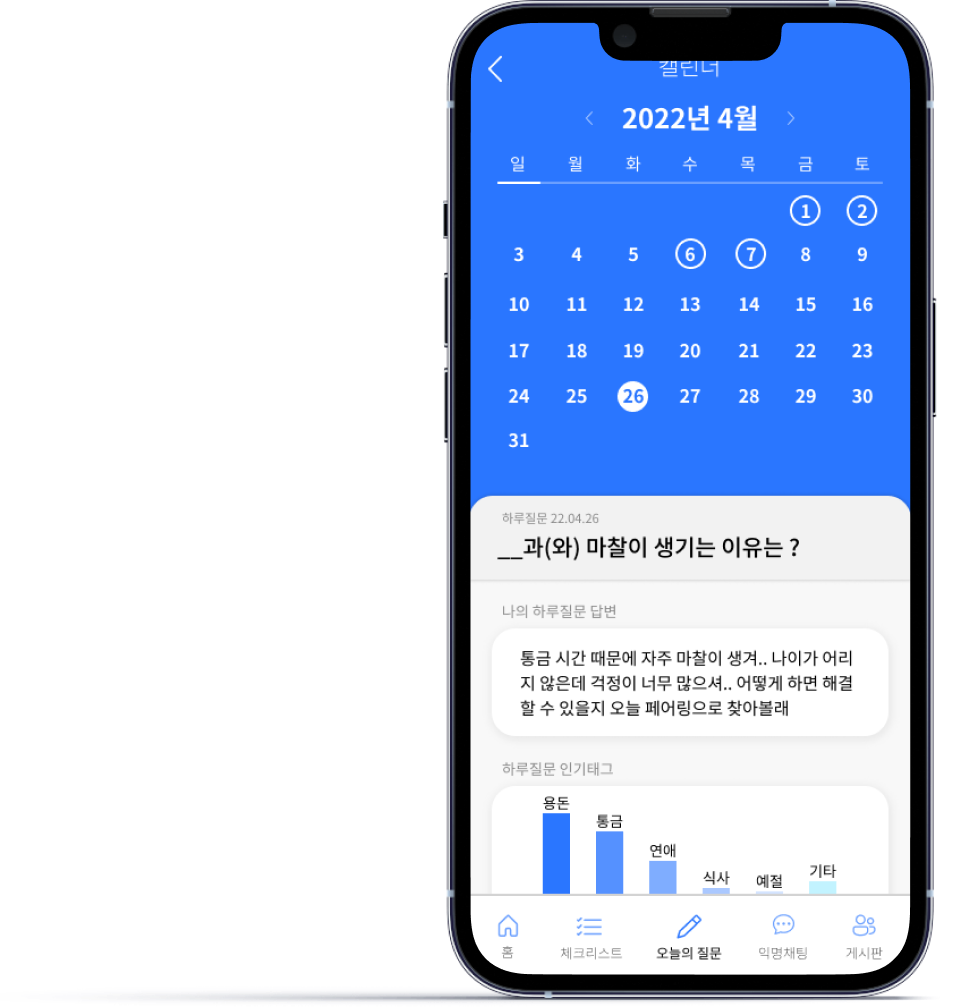 캘린너
2022년 4월
일 월 화 수 목 금 토
1 2
3 4 5 6 7 8 9
10 11 12 13 14 15 16
17 18 19 20 21 22 23
24 25 26 27 28 29 30
31
하루질문 22.04.26
__과(와) 마찰이 생기는 이유는 ?
나의 하루질문 답변
통금 시간 때문에 자주 마찰이 생겨.. 나이가 어리
지 않은데 걱정이 너무 많으셔.. 어떻게 하면 해결
할 수 있을지 오늘 페어링으로 찾아볼래
하루질문 인기태그
용돈
통금
연애
식사
예절
기타
홈 체크리스트 오늘의 질문 익명채팅 게시판